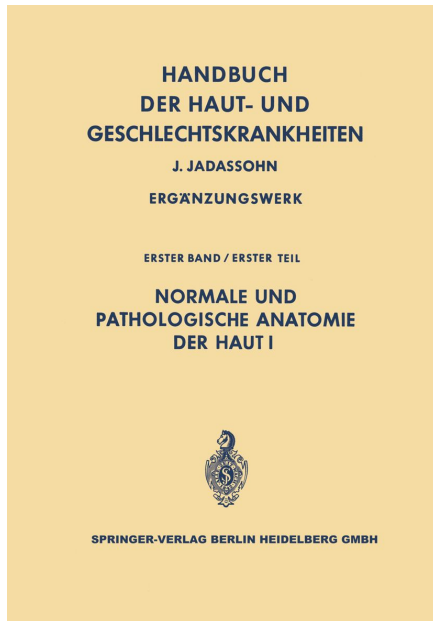 HANDBUCH
DER HAUT- UND
GESCHLECHTSKRANKHEITEN
J. JADASSOHN
ERGÄNZUNGSWERK
ERSTER BAND / ERSTER TEIL
NORMALE UND
PATHOLOGISCHE ANATOMIE
DER HAUT I
SPRINGER-VERLAG BERLIN HEIDELBERG GMBH